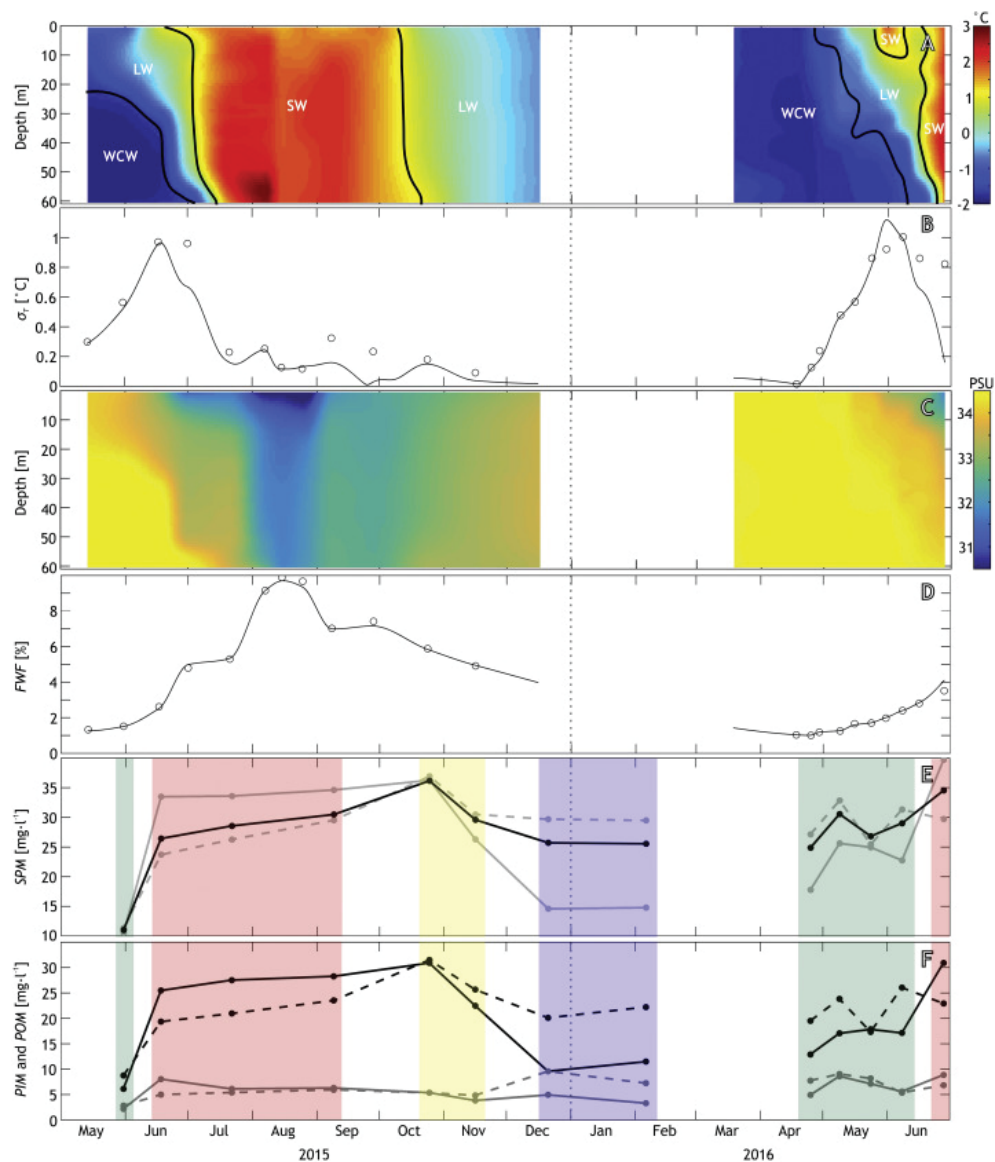 °C
0
10
20
30
40
50
60
Depth [m]
LW
WCW
SW
LW
WCW
SW
LW
SW
A
3
2
1
0
-1
-2
1
0.8
0.6
0.4
0.2
0
σT [°C]
B
PSU
10
20
30
40
50
60
Depth [m]
C
34
33
32
31
8
6
4
2
0
FWF [%]
D
35
30
25
20
15
10
SPM [mg·l⁻¹]
E
30
25
20
15
10
5
0
PIM and POM [mg·l⁻¹]
F
May Jun Jul Aug Sep Oct Nov Dec Jan Feb Mar Apr May Jun
2015 2016